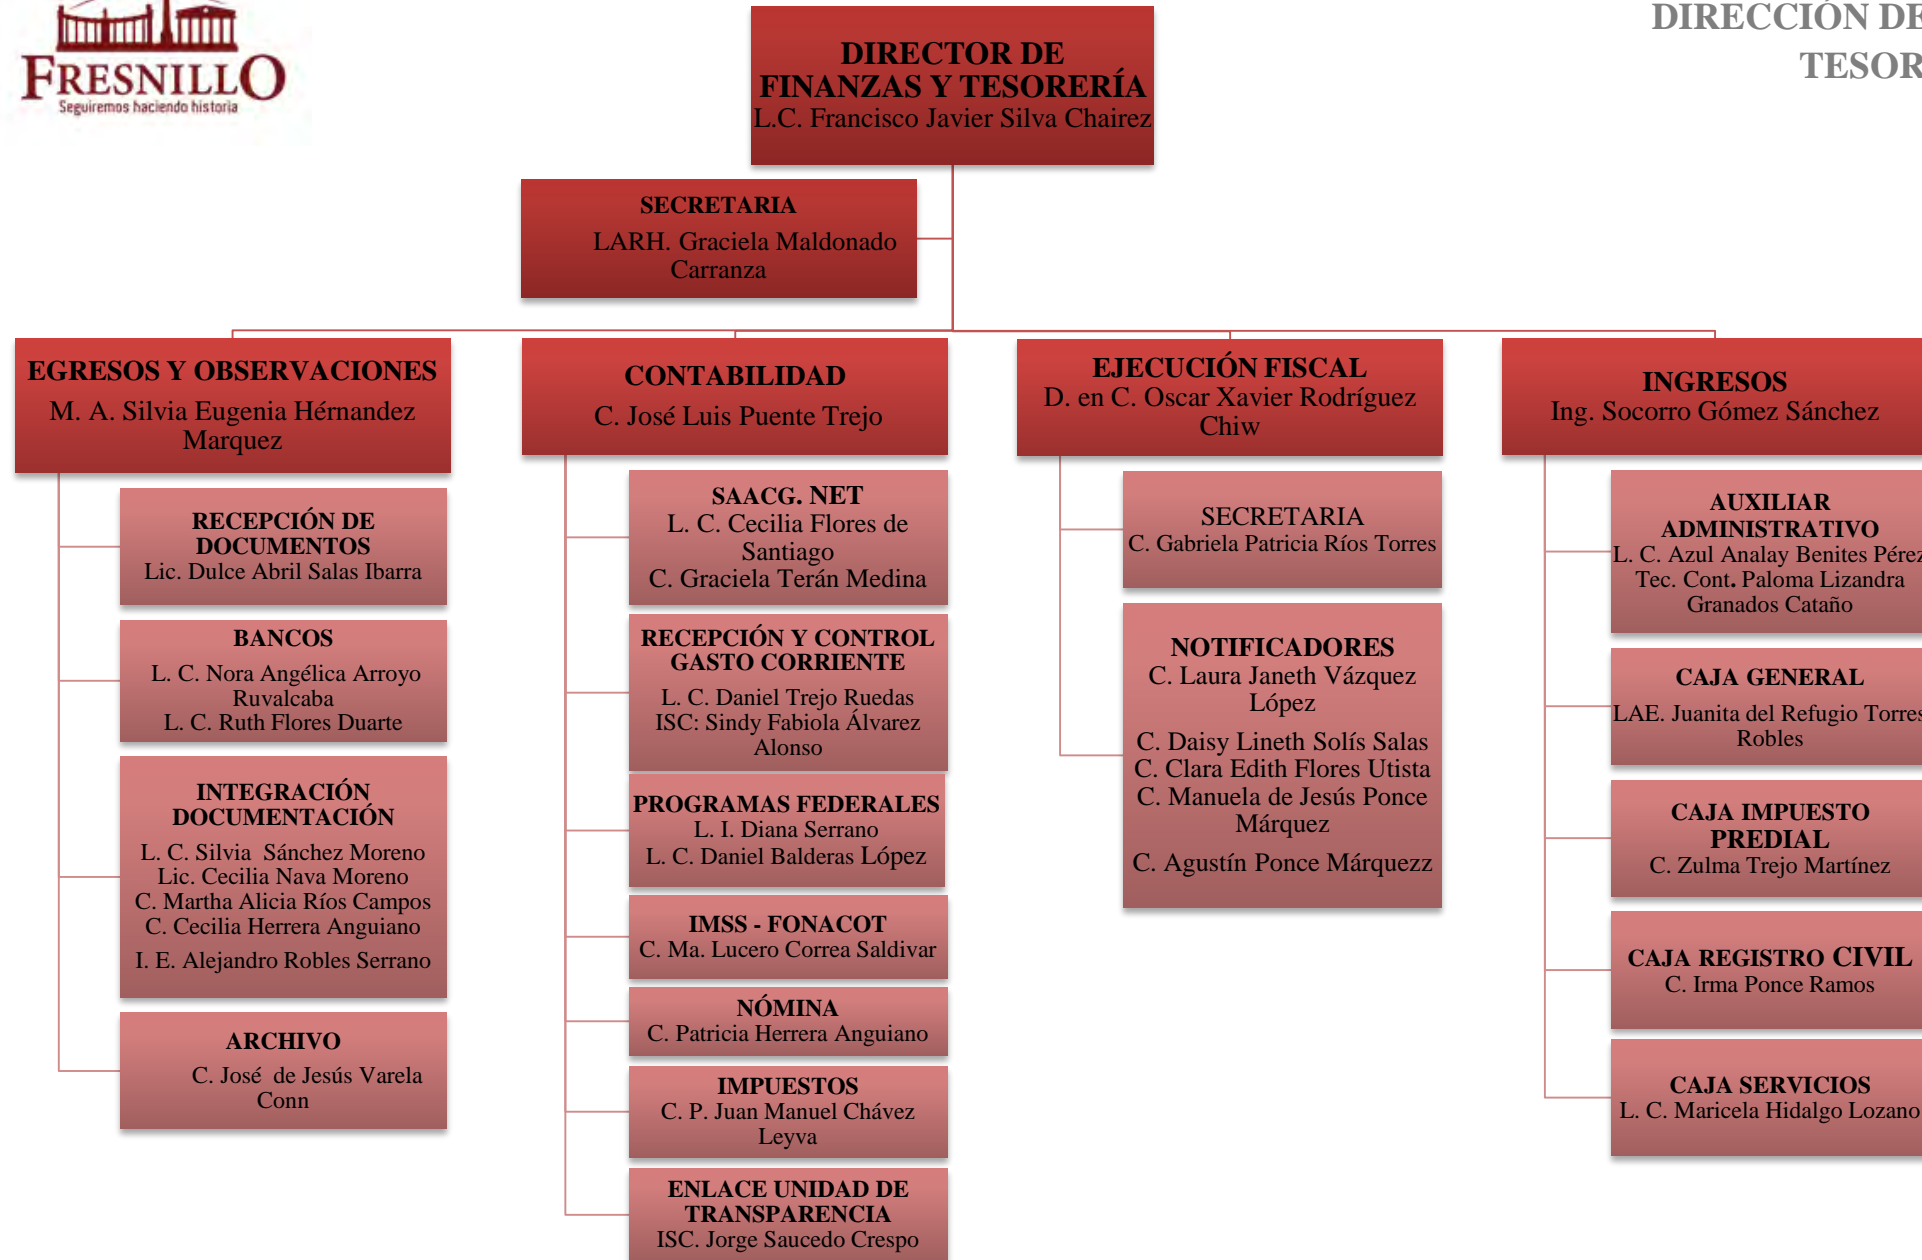 FRESNILLO
Seguiremos haciendo historia
DIRECCIÓN DE
TESOR
DIRECTOR DE
FINANZAS Y TESORERÍA
L.C. Francisco Javier Silva Chairez
SECRETARIA
LARH. Graciela Maldonado
Carranza
EGRESOS Y OBSERVACIONES
M. A. Silvia Eugenia Hérnandez
Marquez
RECEPCIÓN DE
DOCUMENTOS
Lic. Dulce Abril Salas Ibarra
BANCOS
L. C. Nora Angélica Arroyo
Ruvalcaba
L. C. Ruth Flores Duarte
INTEGRACIÓN
DOCUMENTACIÓN
L. C. Silvia  Sánchez Moreno
Lic. Cecilia Nava Moreno
C. Martha Alicia Ríos Campos
C. Cecilia Herrera Anguiano
I. E. Alejandro Robles Serrano
ARCHIVO
C. José  de Jesús Varela
Conn
CONTABILIDAD
C. José Luis Puente Trejo
SAACG. NET
L. C. Cecilia Flores de
Santiago
C. Graciela Terán Medina
RECEPCIÓN Y CONTROL
GASTO CORRIENTE
L. C. Daniel Trejo Ruedas
ISC: Sindy Fabiola Álvarez
Alonso
PROGRAMAS FEDERALES
L. I. Diana Serrano
L. C. Daniel Balderas López
IMSS - FONACOT
C. Ma. Lucero Correa Saldivar
NÓMINA
C. Patricia Herrera Anguiano
IMPUESTOS
C. P. Juan Manuel Chávez
Leyva
ENLACE UNIDAD DE
TRANSPARENCIA
ISC. Jorge Saucedo Crespo
EJECUCIÓN FISCAL
D. en C. Oscar Xavier Rodríguez
Chiw
SECRETARIA
C. Gabriela Patricia Ríos Torres
NOTIFICADORES
C. Laura Janeth Vázquez
López
C. Daisy Lineth Solís Salas
C. Clara Edith Flores Utista
C. Manuela de Jesús Ponce
Márquez
C. Agustín Ponce Márquezz
INGRESOS
Ing. Socorro Gómez Sánchez
AUXILIAR
ADMINISTRATIVO
L. C. Azul Analay Benites Pérez
Tec. Cont. Paloma Lizandra
Granados Cataño
CAJA GENERAL
LAE. Juanita del Refugio Torres
Robles
CAJA IMPUESTO
PREDIAL
C. Zulma Trejo Martínez
CAJA REGISTRO CIVIL
C. Irma Ponce Ramos
CAJA SERVICIOS
L. C. Maricela Hidalgo Lozano